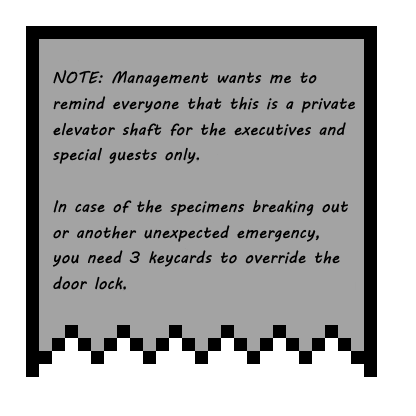 NOTE: Management wants me to
remind everyone that this is a private
elevator shaft for the executives and
special guests only.
In case of the specimens breaking out
or another unexpected emergency,
you need 3 keycards to override the
door lock.